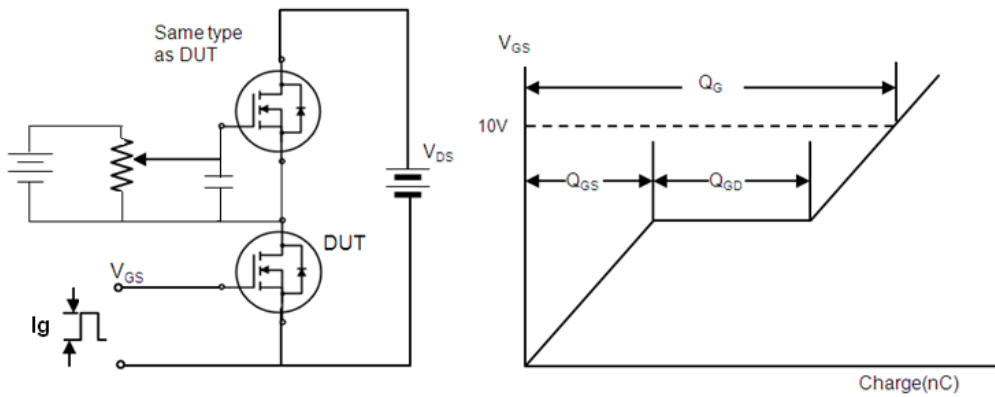 Same type
as DUT
VDS
DUT
VGS
Ig
VGS
QG
10V
QGS
QGD
Charge(nC)